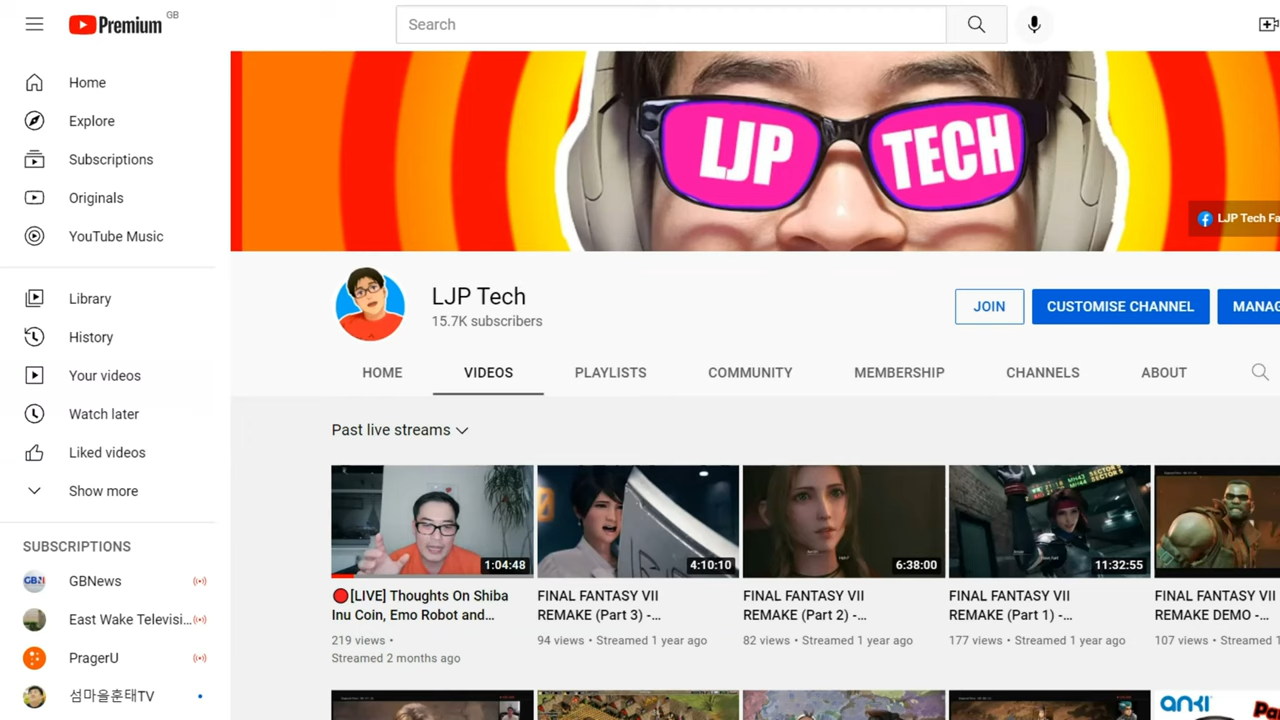 Premium GB
Search
Home
Explore
Subscriptions
Originals
YouTube Music
Library
History
Your videos
Watch later
Liked videos
Show more
SUBSCRIPTIONS
GBN GBNews
East Wake Televisi...
PragerU
섬마을훈태TV
LJP TECH
LJP Tech Fa
LJP Tech
15.7K subscribers
JOIN
CUSTOMISE CHANNEL
MANAG
HOME
VIDEOS
PLAYLISTS
COMMUNITY
MEMBERSHIP
CHANNELS
ABOUT
Past live streams
1:04:48
4:10:10
6:38:00
11:32:55
[LIVE] Thoughts On Shiba
Inu Coin, Emo Robot and...
219 views •
Streamed 2 months ago
FINAL FANTASY VII
REMAKE (Part 3) -...
94 views • Streamed 1 year ago
FINAL FANTASY VII
REMAKE (Part 2) -...
82 views • Streamed 1 year ago
FINAL FANTASY VII
REMAKE (Part 1) -...
177 views • Streamed 1 year ago
FINAL FANTASY VII
REMAKE DEMO -...
107 views • Streamed 1
anki